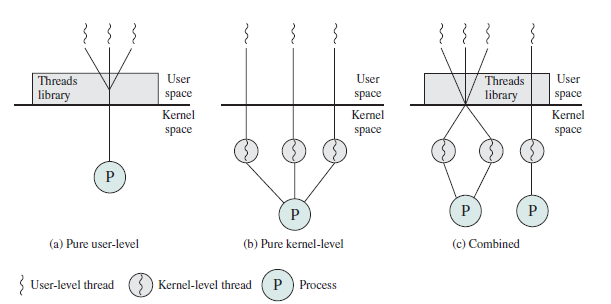 Threads
library
User
space
Kernel
space
P
(a) Pure user-level
User
space
Kernel
space
P
(b) Pure kernel-level
Threads
library
User
space
Kernel
space
P
P
(c) Combined
User-level thread
Kernel-level thread
P
Process